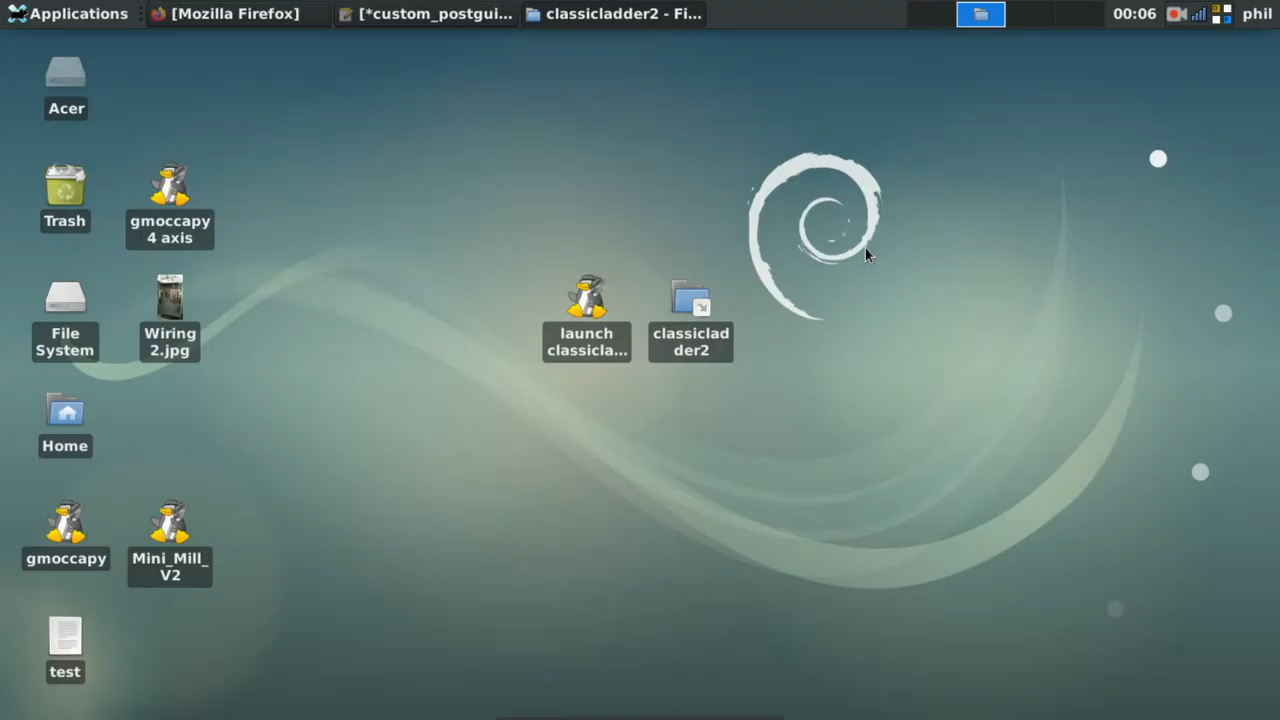 Applications
[Mozilla Firefox]
[*custom_postgui...
classicladder2 - Fi...
00:06
phil
Acer
Trash
gmoccapy
4 axis
File
System
Wiring
2.jpg
launch
classicla...
classiclad
der2
Home
gmoccapy
Mini_Mill_
V2
test